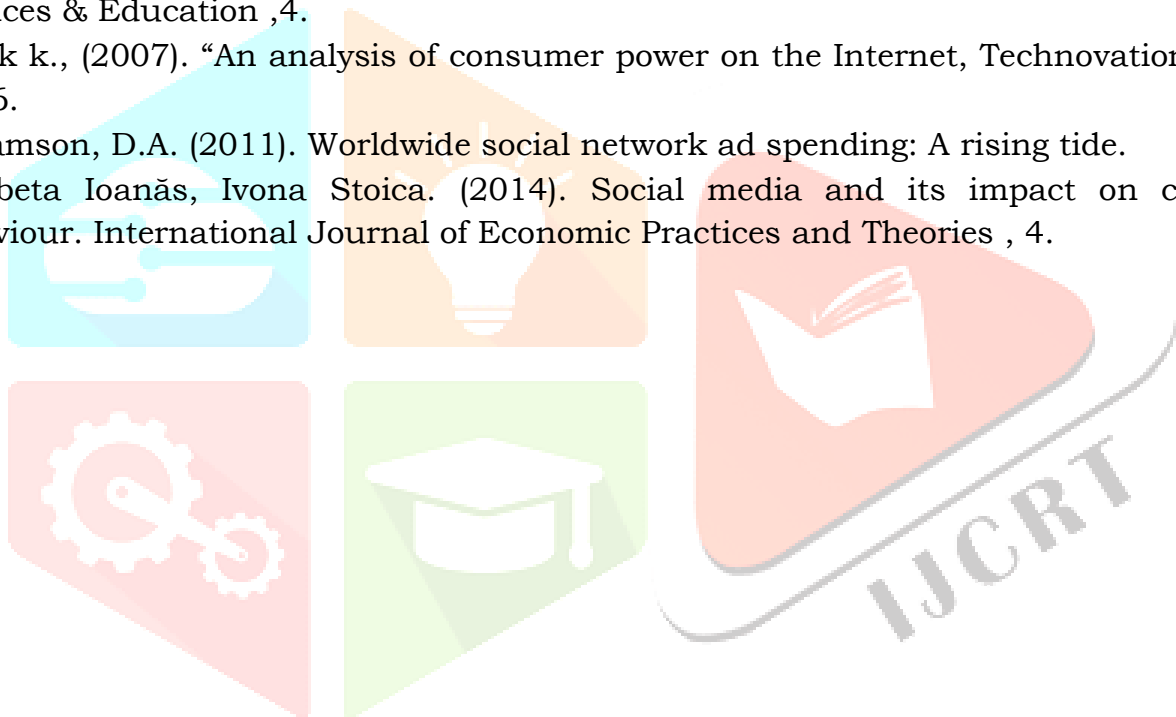 ices & Education ,4.
k k., (2007). “An analysis of consumer power on the Internet, Technovation
6.
amson, D.A. (2011). Worldwide social network ad spending: A rising tide.
beta Ioanăs, Ivona Stoica. (2014). Social media and its impact on c
viour. International Journal of Economic Practices and Theories , 4.
IJCRT